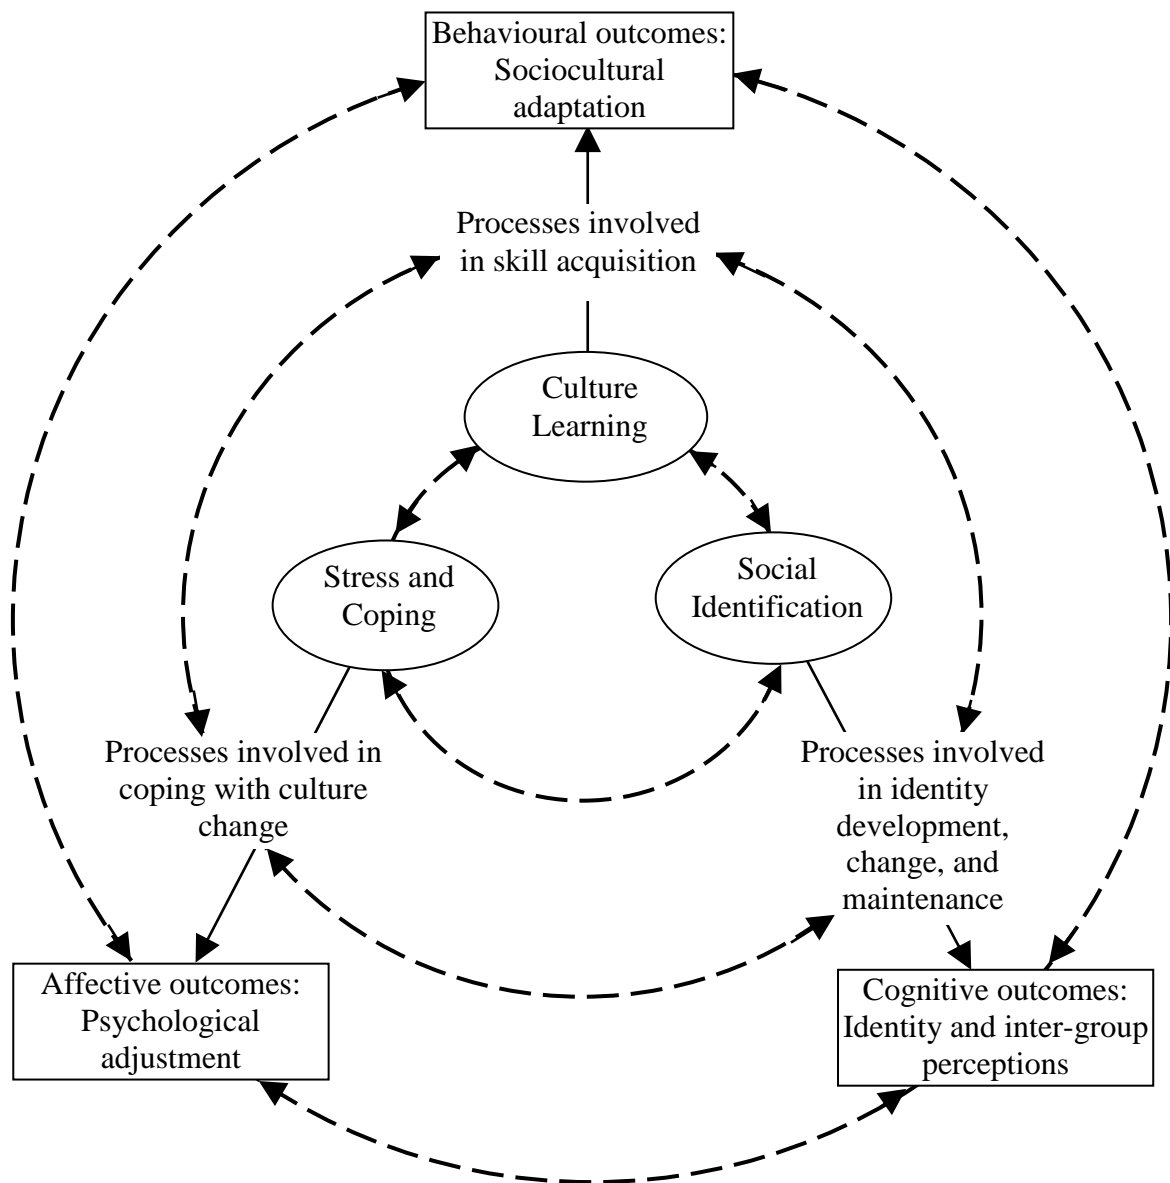 Behavioural outcomes:
Sociocultural
adaptation
Processes involved
in skill acquisition
Culture
Learning
Stress and
Coping
Social
Identification
Processes involved in
coping with culture
change
Processes involved
in identity
development,
change, and
maintenance
Affective outcomes:
Psychological
adjustment
Cognitive outcomes:
Identity and inter-group
perceptions